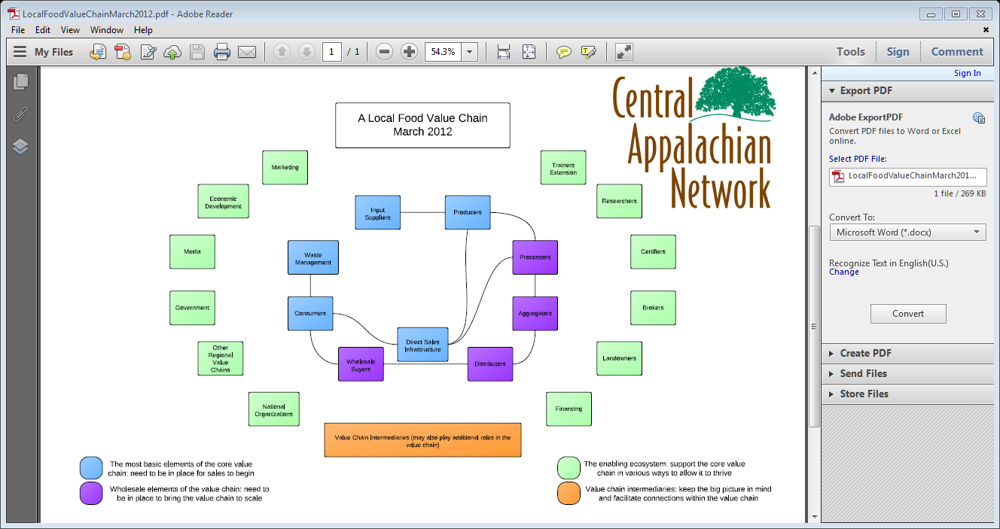 LocalFoodValueChainMarch2012.pdf - Adobe Reader
File Edit View Window Help
My Files
1 / 1
54.3%
Tools Sign Comment
Sign In
Export PDF
Adobe ExportPDF
Convert PDF files to Word or Excel
online.
Select PDF File:
LocalFoodValueChainMarch201...
1 file / 269 KB
Convert To:
Microsoft Word (*.docx)
Recognize Text in English(U.S.)
Change
Convert
Create PDF
Send Files
Store Files
Central
Appalachian
Network
A Local Food Value Chain
March 2012
Marketing
Trainers
Extension
Economic
Development
Input
Suppliers
Producers
Researchers
Media
Waste
Management
Processors
Certifiers
Government
Consumers
Aggregators
Brokers
Other
Regional
Value
Chains
Direct Sales
Infrastructure
Wholesale
Buyers
Distributors
Landowners
National
Organizations
Financing
Value Chain Intermediaries (may also play additional roles in the
value chain)
The most basic elements of the core value
chain: need to be in place for sales to begin
Wholesale elements of the value chain: need to
be in place to bring the value chain to scale
The enabling ecosystem: support the core value
chain in various ways to allow it to thrive
Value chain intermediaries: keep the big picture in mind
and facilitate connections within the value chain